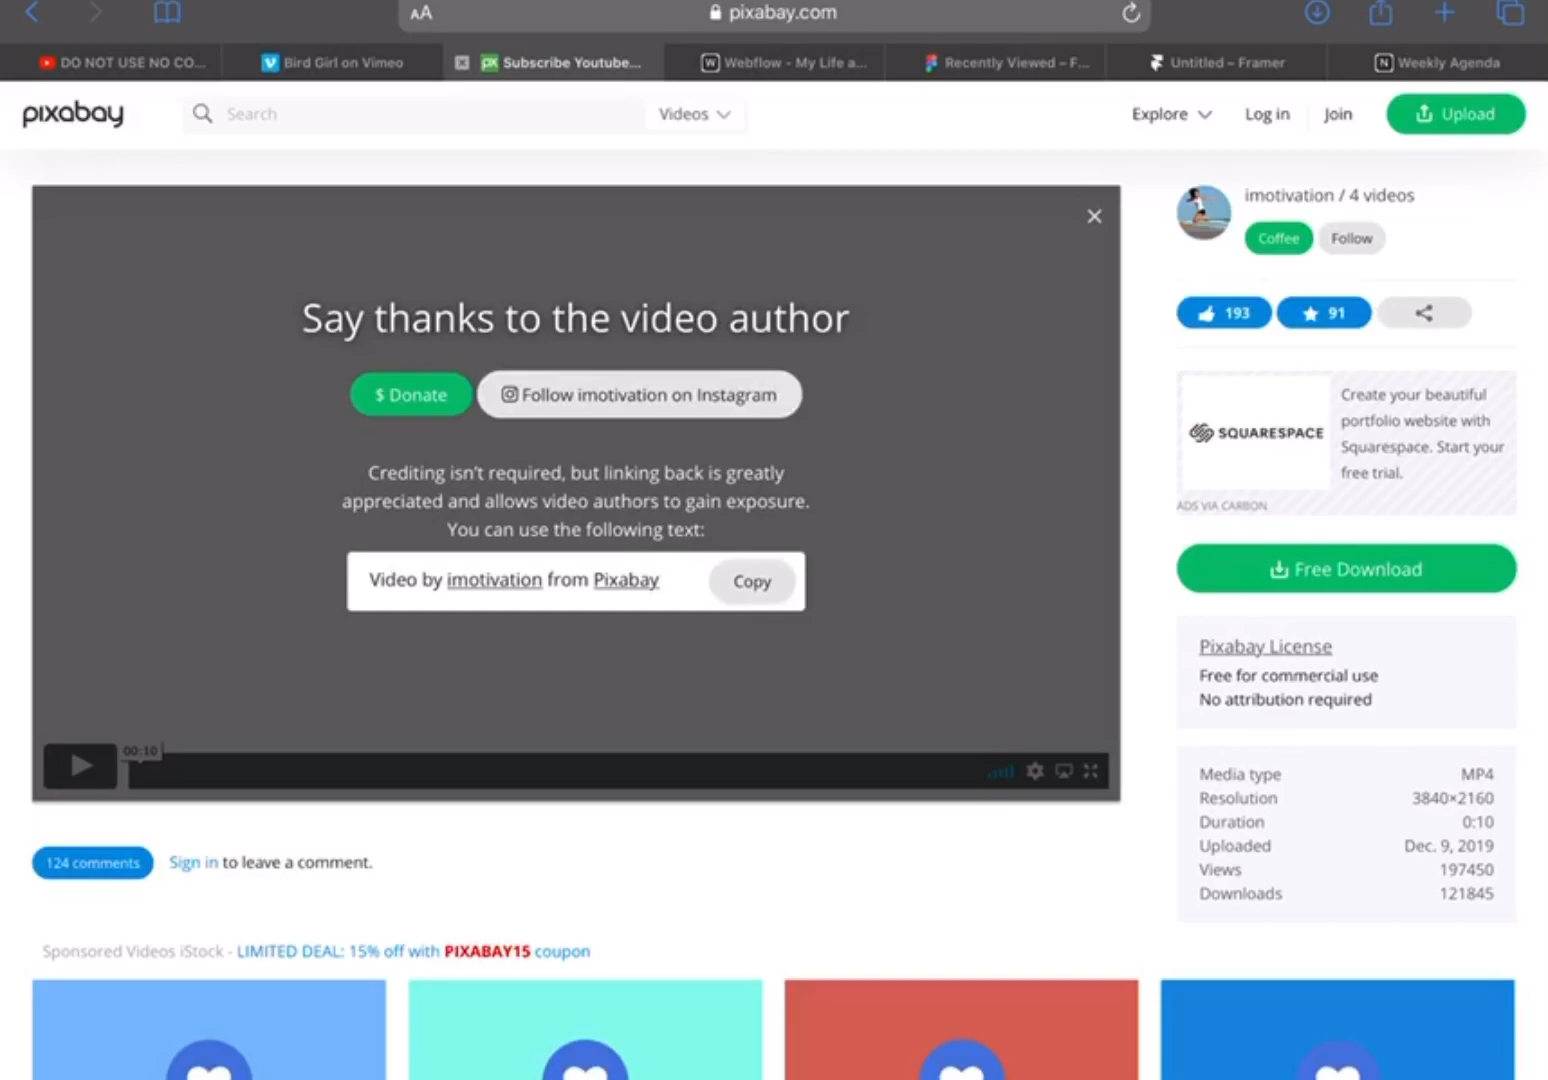 AA
pixabay.com
DO NOT USE NO CO...
Bird Girl on Vimeo
Subscribe Youtube...
Webflow - My Life a...
Recently Viewed – F...
Untitled – Framer
Weekly Agenda
pixabay
Search
Videos
Explore
Log in
Join
Upload
imotivation / 4 videos
Coffee
Follow
193
91
Say thanks to the video author
$ Donate
Follow imotivation on Instagram
Crediting isn't required, but linking back is greatly
appreciated and allows video authors to gain exposure.
You can use the following text:
Video by imotivation from Pixabay
Copy
00:10
SQUARESPACE
Create your beautiful
portfolio website with
Squarespace. Start your
free trial.
ADS VIA CARBON
Free Download
Pixabay License
Free for commercial use
No attribution required
Media type MP4
Resolution 3840×2160
Duration 0:10
Uploaded Dec. 9, 2019
Views 197450
Downloads 121845
124 comments
Sign in to leave a comment.
Sponsored Videos iStock - LIMITED DEAL: 15% off with PIXABAY15 coupon